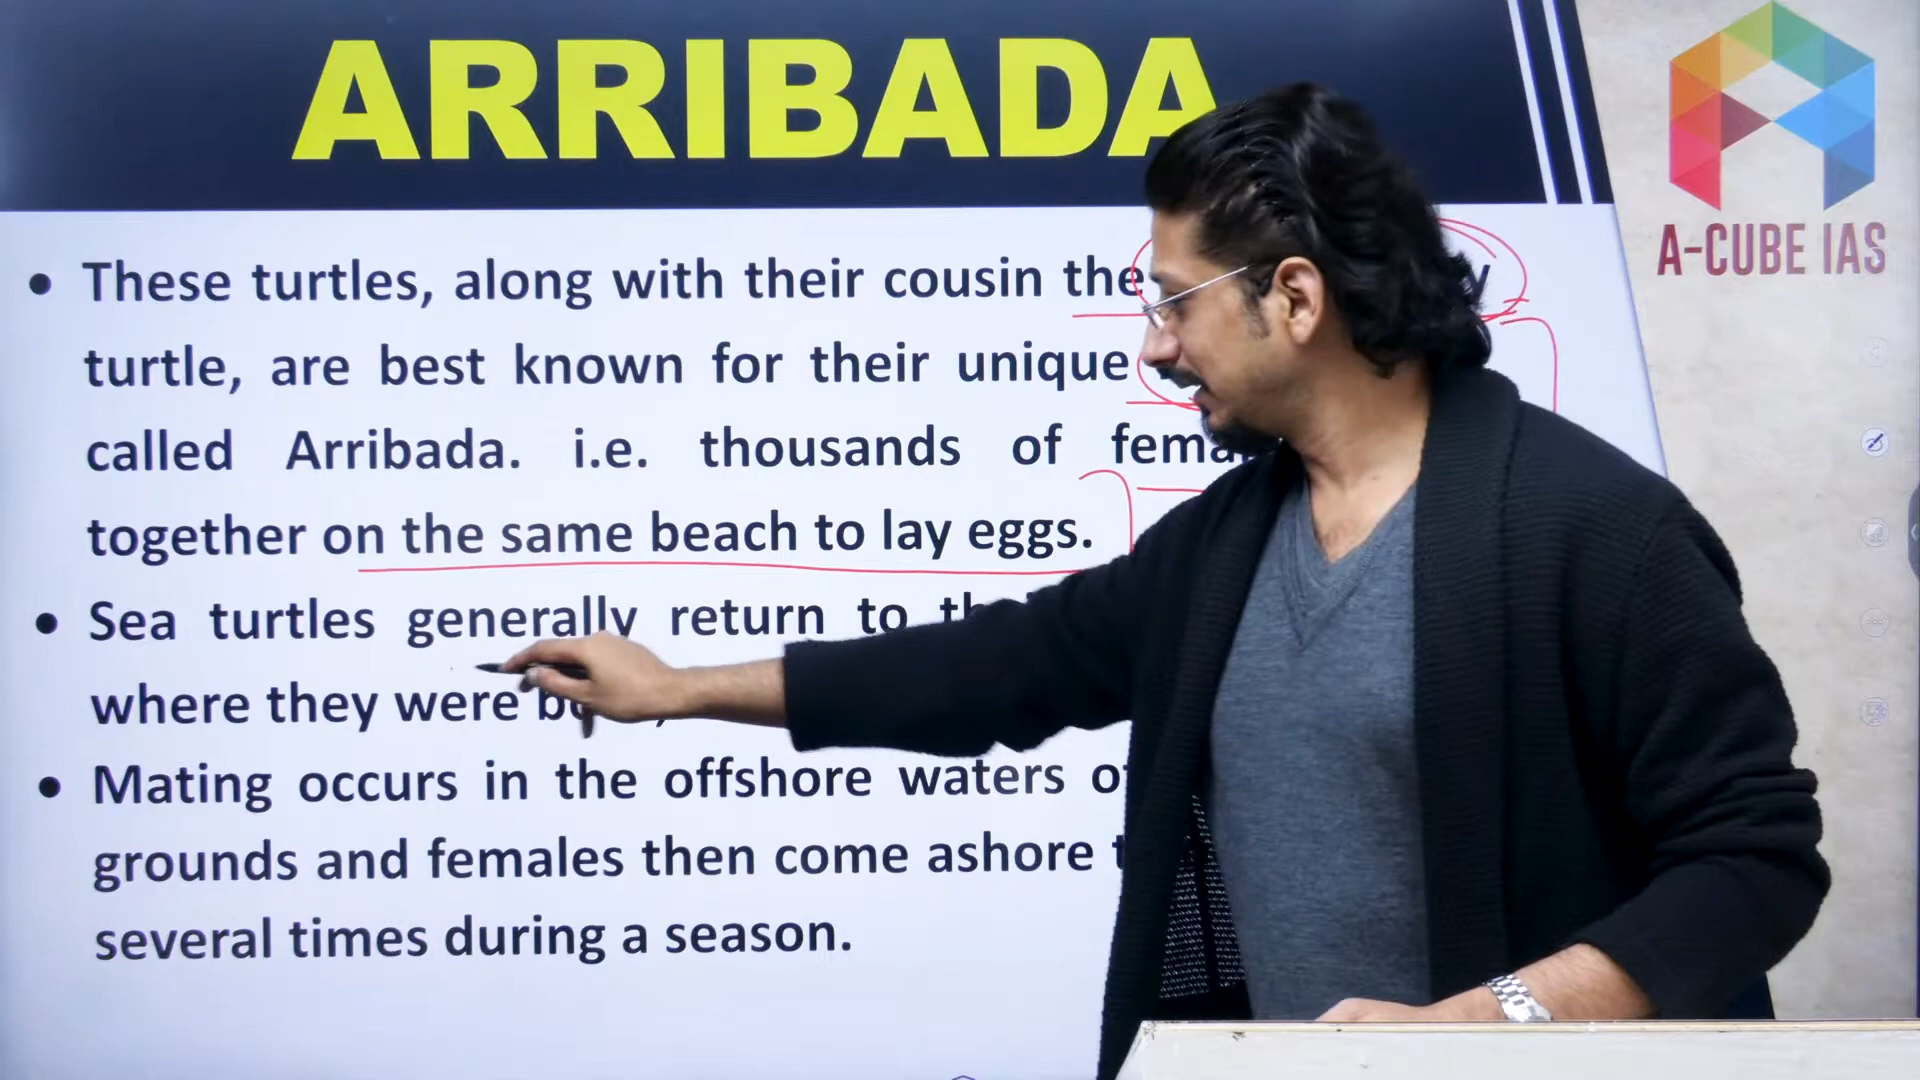 ARRIBADA
A-CUBE IAS
These turtles, along with their cousin the
turtle, are best known for their unique
called Arribada. i.e. thousands of
together on the same beach to lay eggs.
Sea turtles generally return to
where they were
Mating occurs in the offshore waters
grounds and females then come ashore
several times during a season.